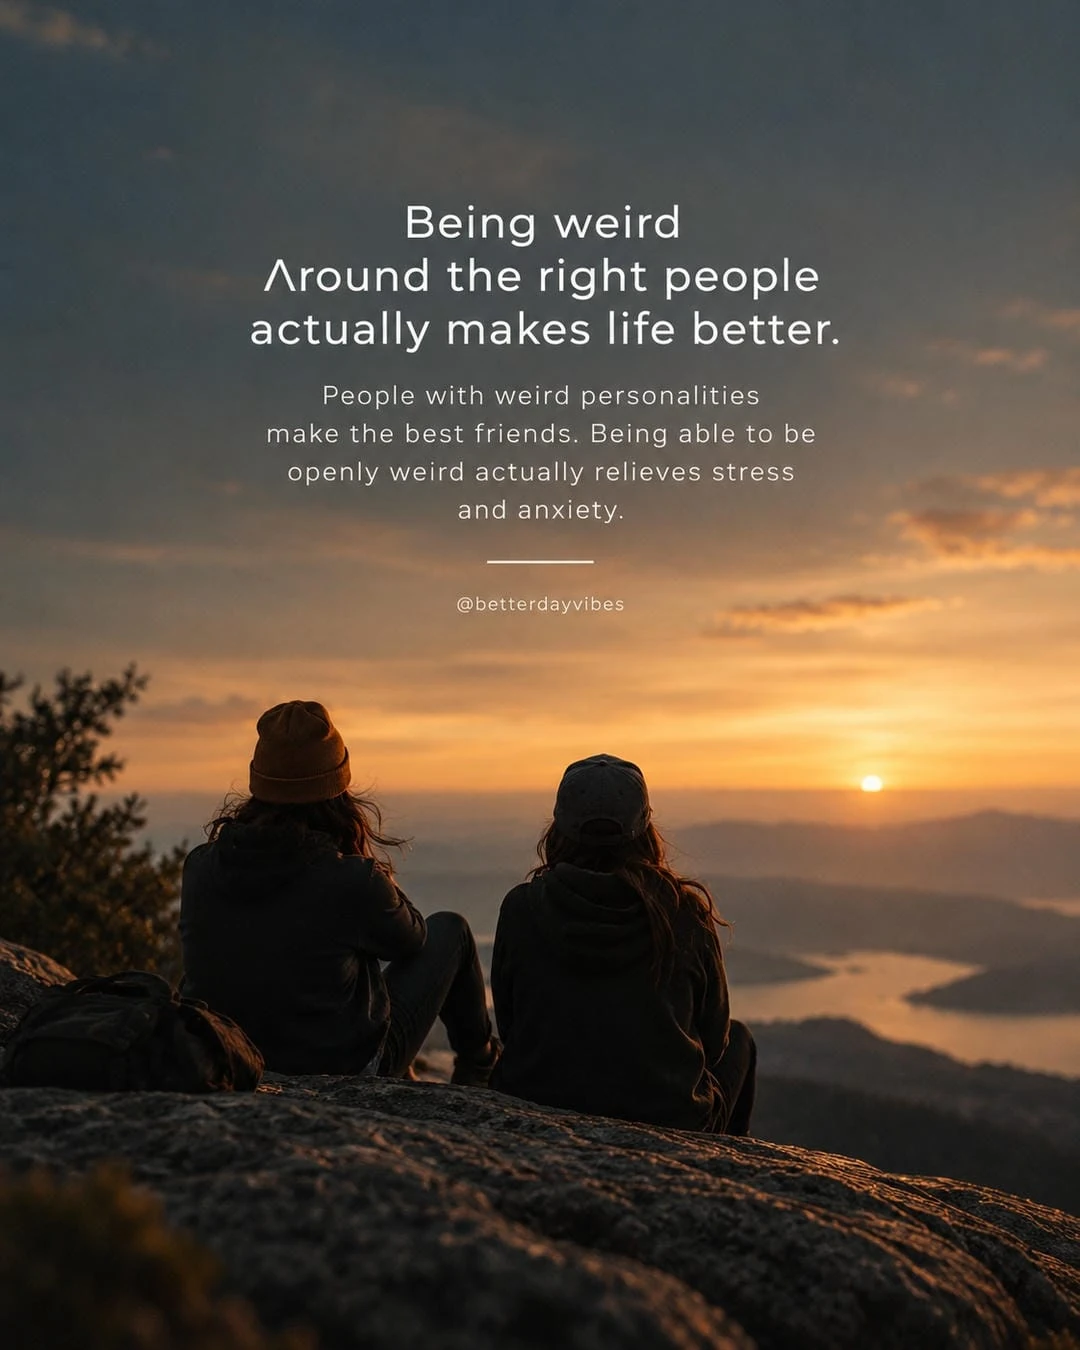 Being weird
Around the right people
actually makes life better.
People with weird personalities
make the best friends. Being able to be
openly weird actually relieves stress
and anxiety.
@betterdayvibes